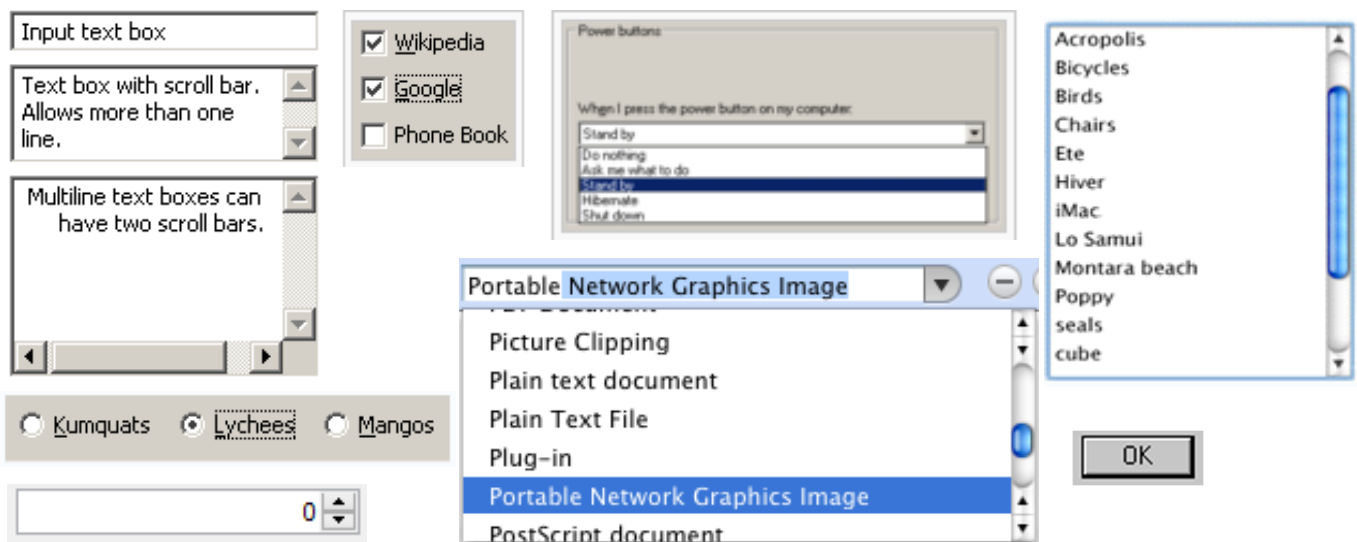 Input text box
Text box with scroll bar.
Allows more than one
line.
Multiline text boxes can
have two scroll bars.
Wikipedia
Google
Phone Book
Power buttons
When I press the power button on my computer:
Stand by
Do nothing
Ask me what to do
Stand by
Hibernate
Shut down
Acropolis
Bicycles
Birds
Chairs
Ete
Hiver
iMac
Lo Samui
Montara beach
Poppy
seals
cube
Portable Network Graphics Image
PDF Document
Picture Clipping
Plain text document
Plain Text File
Plug-in
Portable Network Graphics Image
PostScript document
Kumquats
Lychees
Mangos
0
OK